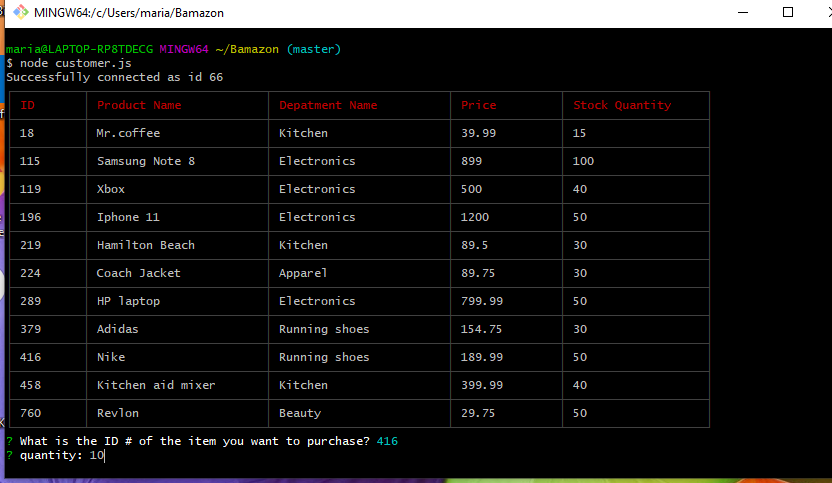 MINGW64:/c/Users/maria/Bamazon
maria@LAPTOP-RP8TDECG MINGW64 ~/Bamazon (master)
$ node customer.js
Successfully connected as id 66
ID Product Name Depatment Name Price Stock Quantity
18 Mr.coffee Kitchen 39.99 15
115 Samsung Note 8 Electronics 899 100
119 Xbox Electronics 500 40
196 Iphone 11 Electronics 1200 50
219 Hamilton Beach Kitchen 89.5 30
224 Coach Jacket Apparel 89.75 30
289 HP laptop Electronics 799.99 50
379 Adidas Running shoes 154.75 30
416 Nike Running shoes 189.99 50
458 Kitchen aid mixer Kitchen 399.99 40
760 Revlon Beauty 29.75 50
? What is the ID # of the item you want to purchase? 416
? quantity: 10